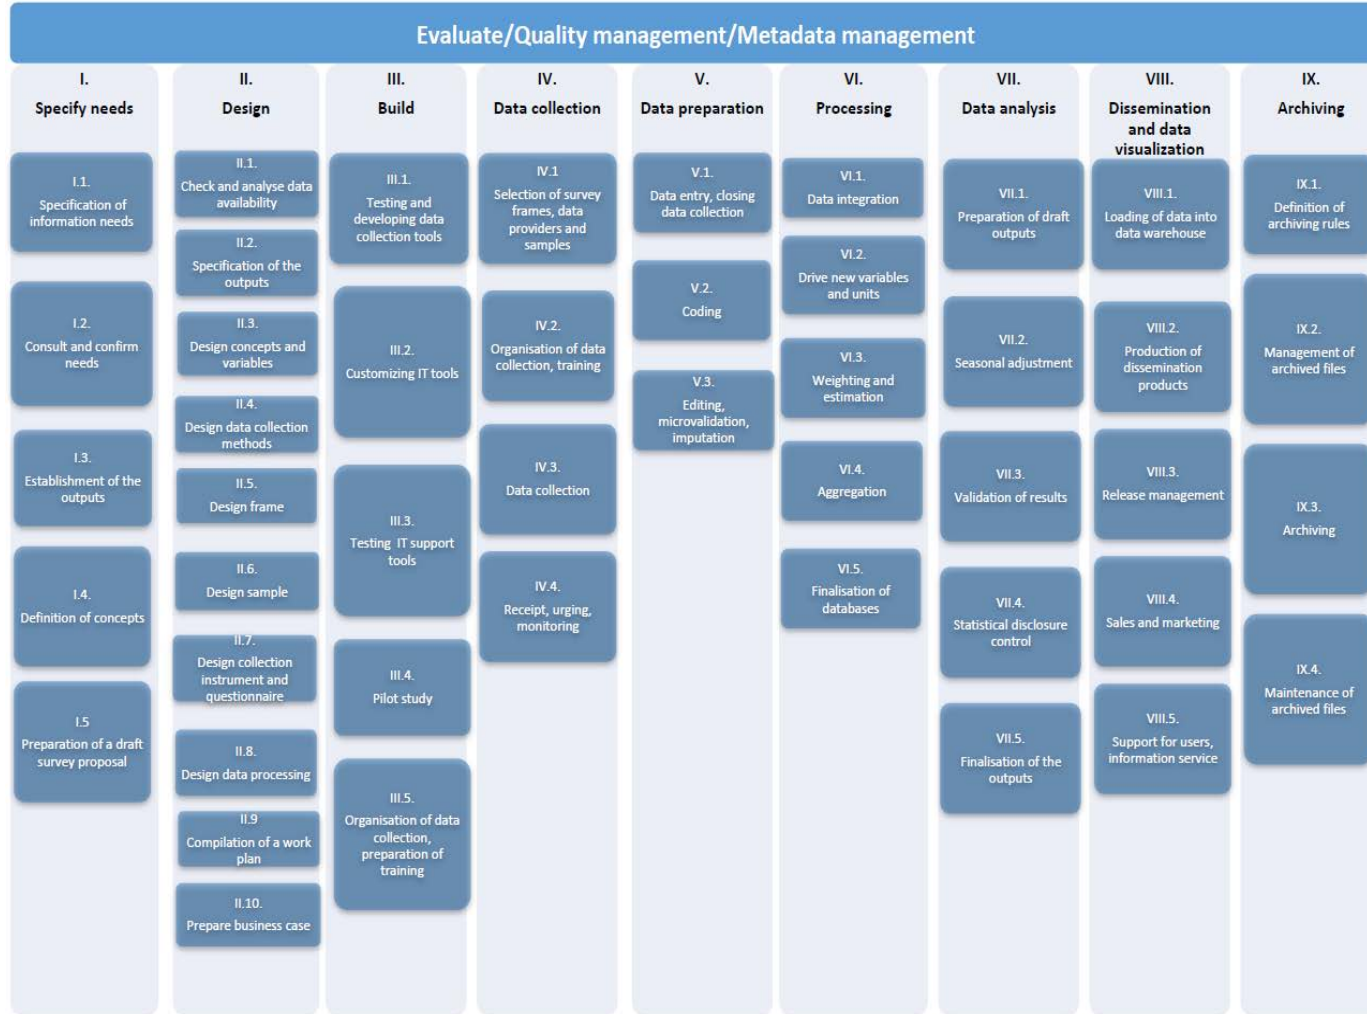 Evaluate/Quality management/Metadata management
I.
Specify needs
I.1.
Specification of
information needs
I.2.
Consult and confirm
needs
I.3.
Establishment of the
outputs
I.4.
Definition of concepts
I.5
Preparation of a draft
survey proposal
II.
Design
II.1.
Check and analyse data
availability
II.2.
Specification of the
outputs
II.3.
Design concepts and
variables
II.4.
Design data collection
methods
II.5.
Design frame
II.6.
Design sample
II.7.
Design collection
instrument and
questionnaire
II.8.
Design data processing
II.9
Compilation of a work
plan
II.10.
Prepare business case
III.
Build
III.1.
Testing and
developing data
collection tools
III.2.
Customizing IT tools
III.3.
Testing IT support
tools
III.4.
Pilot study
III.5.
Organisation of data
collection,
preparation of
training
IV.
Data collection
IV.1
Selection of survey
frames, data
providers and
samples
IV.2.
Organisation of data
collection, training
IV.3.
Data collection
IV.4.
Receipt, urging,
monitoring
V.
Data preparation
V.1.
Data entry, closing
data collection
V.2.
Coding
V.3.
Editing,
microvalidation,
imputation
VI.
Processing
VI.1.
Data integration
VI.2.
Drive new variables
and units
VI.3.
Weighting and
estimation
VI.4.
Aggregation
VI.5.
Finalisation of
databases
VII.
Data analysis
VII.1.
Preparation of draft
outputs
VII.2.
Seasonal adjustment
VII.3.
Validation of results
VII.4.
Statistical disclosure
control
VII.5.
Finalisation of the
outputs
VIII.
Dissemination
and data
visualization
VIII.1.
Loading of data into
data warehouse
VIII.2.
Production of
dissemination
products
VIII.3.
Release management
VIII.4.
Sales and marketing
VIII.5.
Support for users,
information service
IX.
Archiving
IX.1.
Definition of
archiving rules
IX.2.
Management of
archived files
IX.3.
Archiving
IX.4.
Maintenance of
archived files